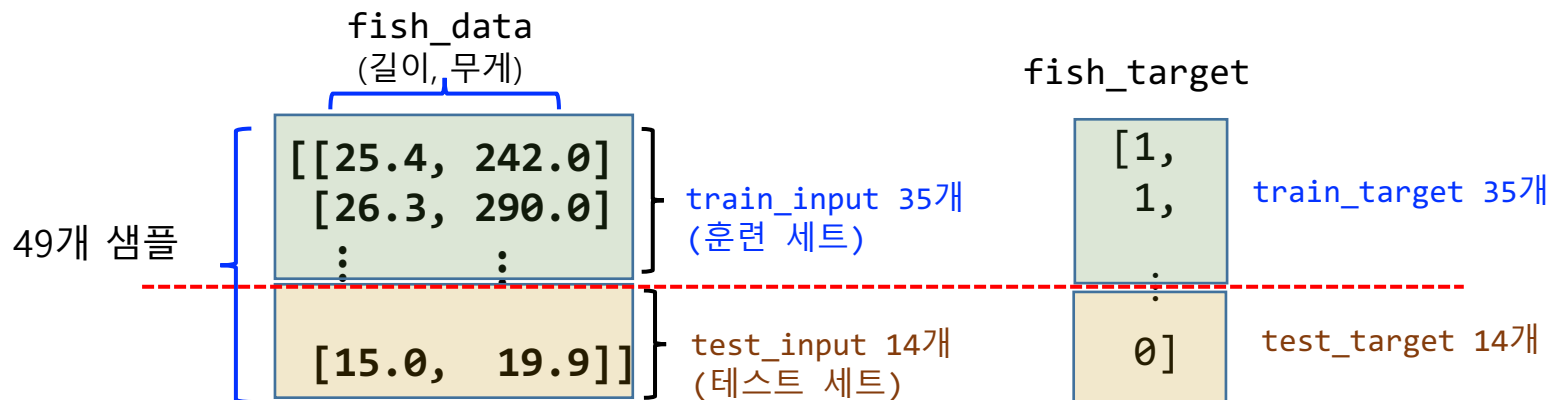 fish_data
(길이, 무게)
fish_target
49개 샘플
[[25.4, 242.0]
[26.3, 290.0]
⋮ ⋮
[15.0, 19.9]]
train_input 35개
(훈련 세트)
test_input 14개
(테스트 세트)
[1,
1,
⋮
0]
train_target 35개
test_target 14개